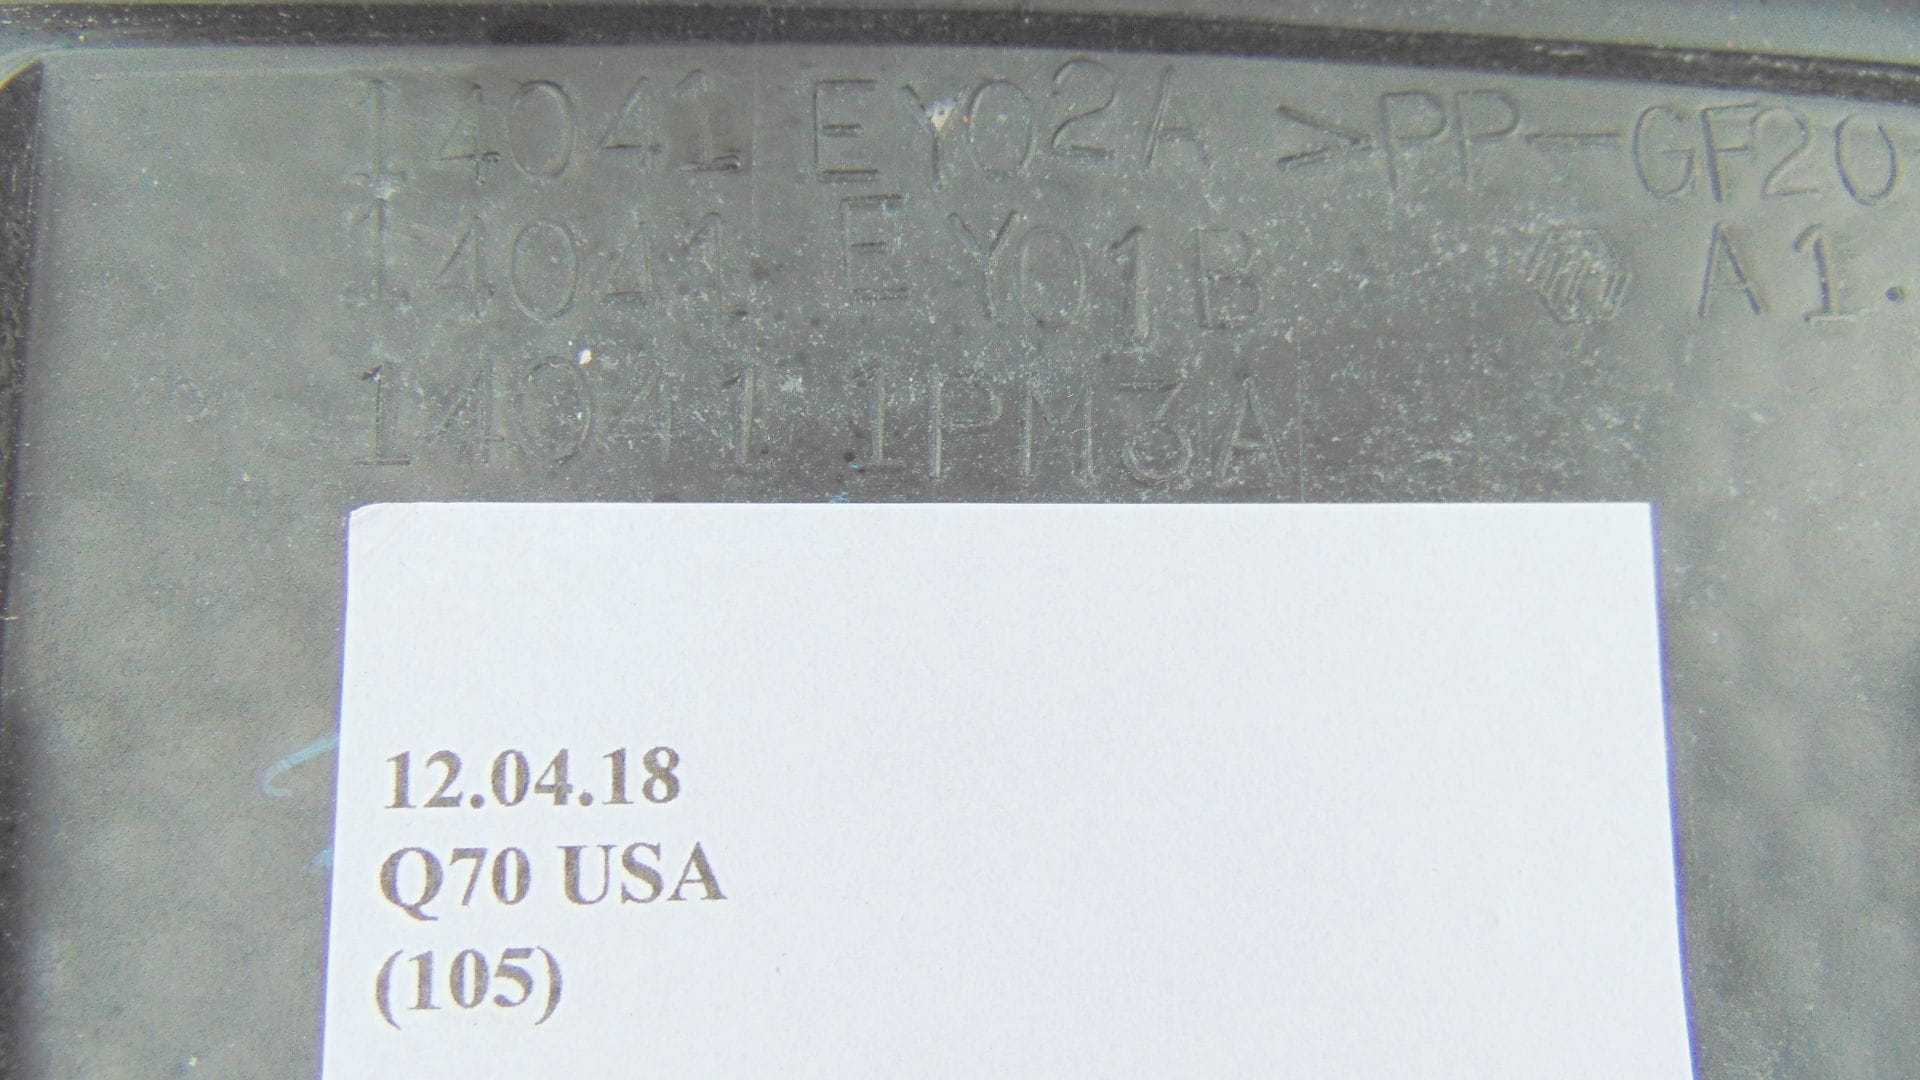 14041 EY02A >PP-GF20
14041 EY01B A1.
14041 1PM3A
12.04.18
Q70 USA
(105)